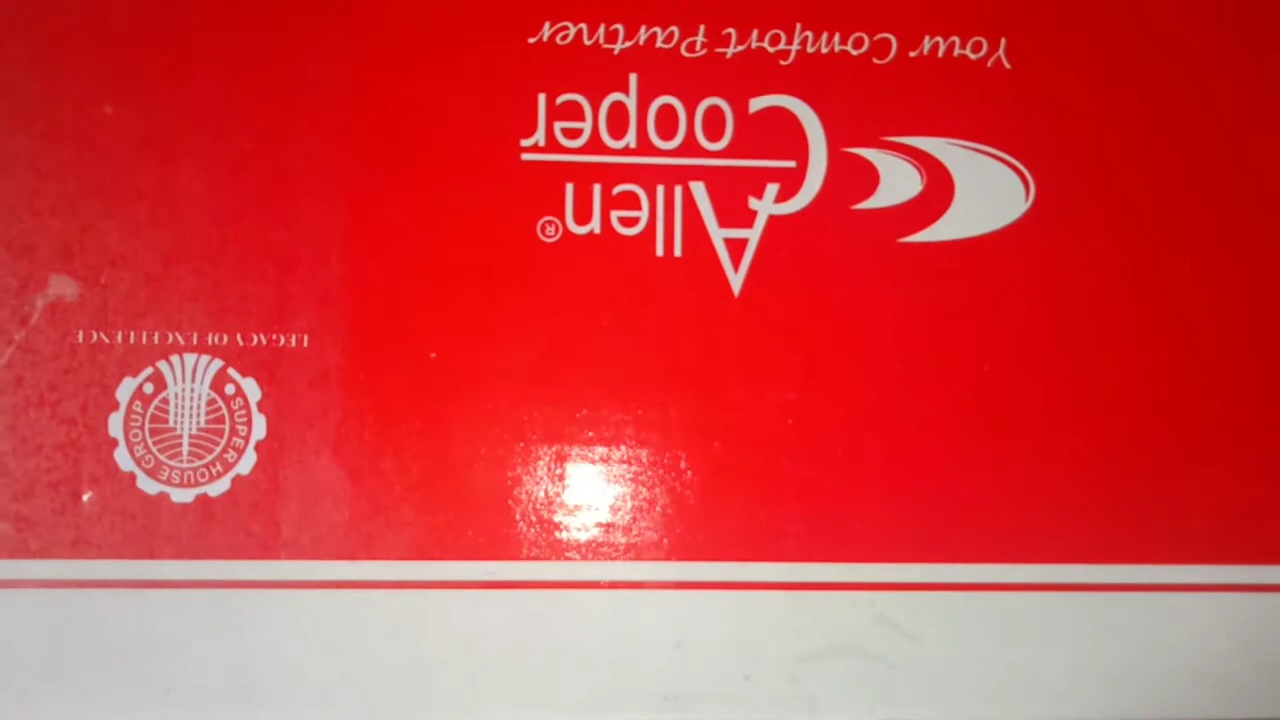 SUPER HOUSE GROUP
LEGACY OF EXCELLENCE
Allen®
Cooper
Your Comfort Partner